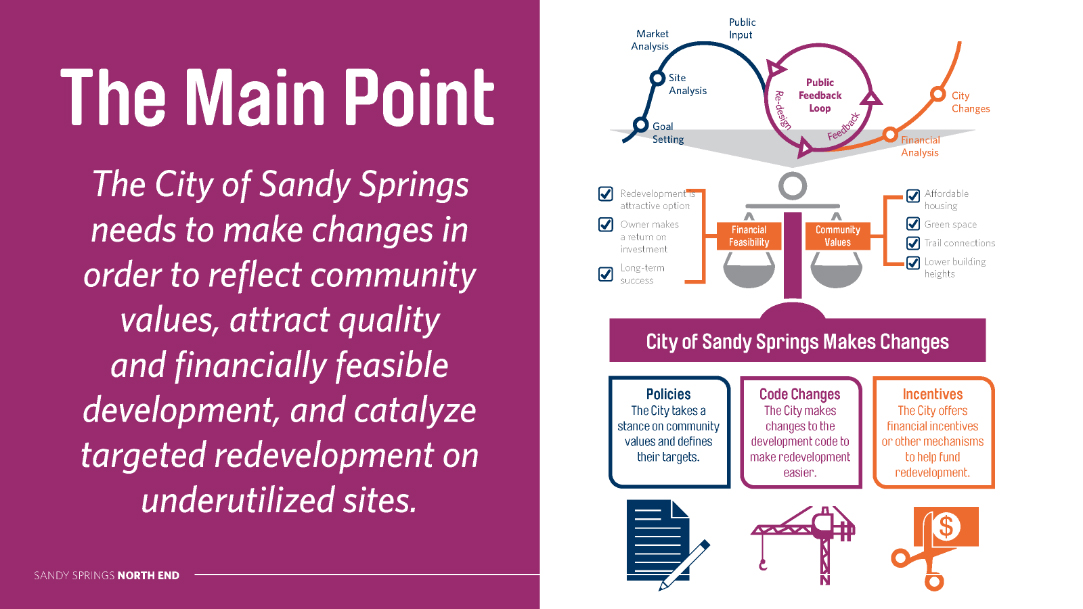 The Main Point
The City of Sandy Springs
needs to make changes in
order to reflect community
values, attract quality
and financially feasible
development, and catalyze
targeted redevelopment on
underutilized sites.
SANDY SPRINGS NORTH END
Market
Analysis
Public
Input
Site
Analysis
Goal
Setting
Public
Feedback
Loop
Re-design
Feedback
City
Changes
Financial
Analysis
Redevelopment is
attractive option
Owner makes
a return on
investment
Long-term
success
Financial
Feasibility
Community
Values
Affordable
housing
Green space
Trail connections
Lower building
heights
City of Sandy Springs Makes Changes
Policies
The City takes a
stance on community
values and defines
their targets.
Code Changes
The City makes
changes to the
development code to
make redevelopment
easier.
Incentives
The City offers
financial incentives
or other mechanisms
to help fund
redevelopment.
$